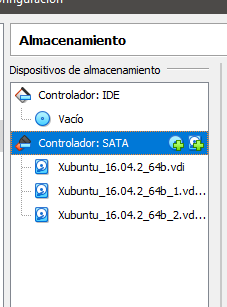 onfiguración
Almacenamiento
Dispositivos de almacenamiento
Controlador: IDE
Vacío
Controlador: SATA
Xubuntu_16.04.2_64b.vdi
Xubuntu_16.04.2_64b_1.vd...
Xubuntu_16.04.2_64b_2.vd...